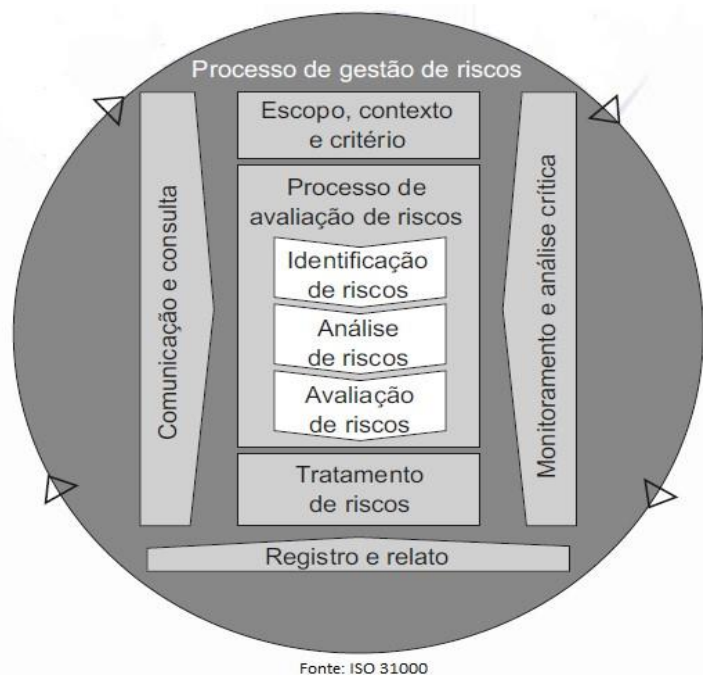 Processo de gestão de riscos
Escopo, contexto
e critério
Comunicação e consulta
Processo de
avaliação de riscos
Identificação
de riscos
Análise
de riscos
Avaliação
de riscos
Monitoramento e análise crítica
Tratamento
de riscos
Registro e relato
Fonte: ISO 31000